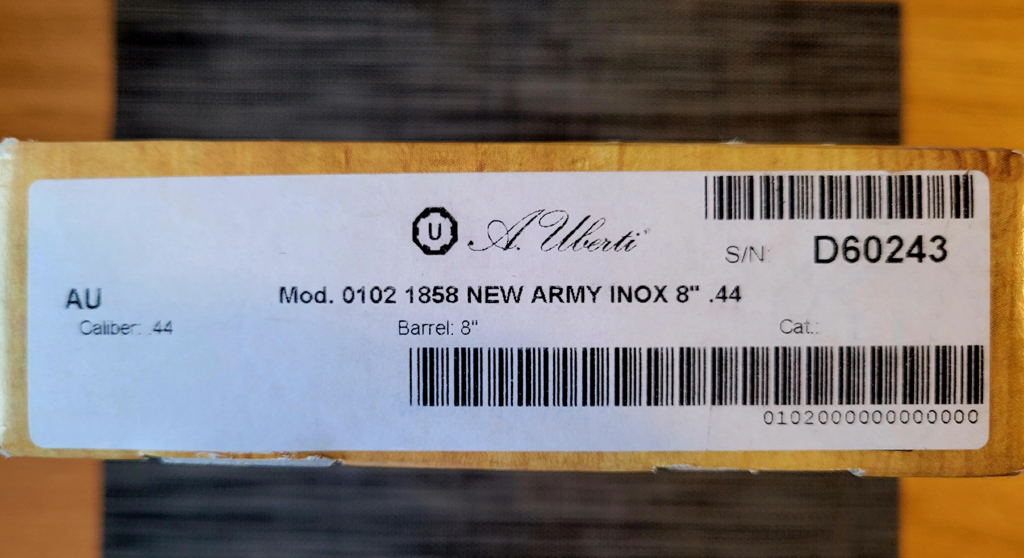 U A. Uberti®
S/N: D60243
AU
Mod. 0102 1858 NEW ARMY INOX 8" .44
Caliber: .44 Barrel: 8" Cat.:
0102000000000000